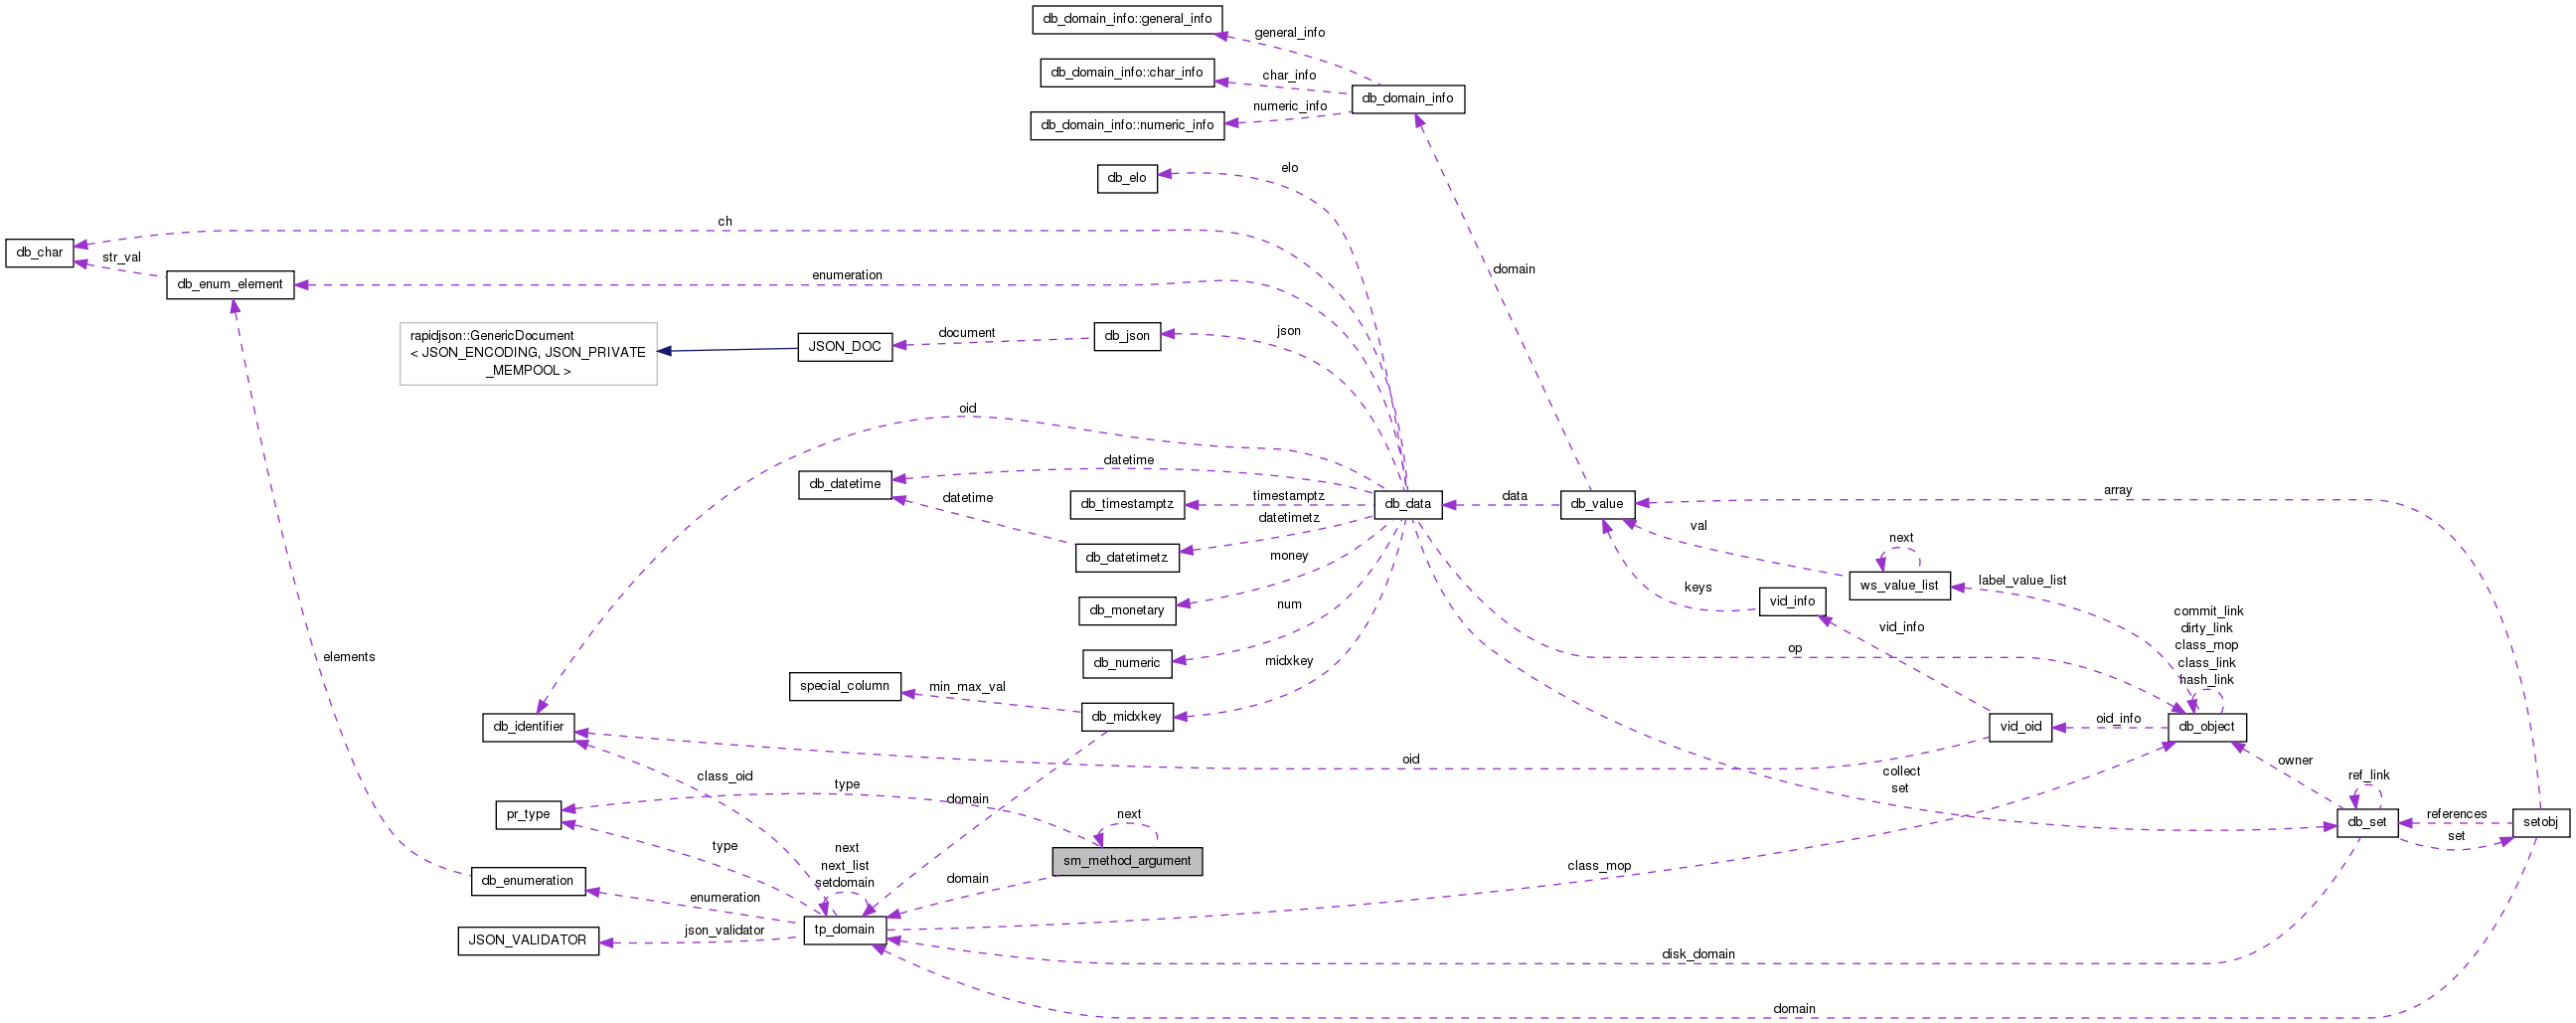 db_domain_info::general_info
general_info
db_domain_info::char_info
char_info
db_domain_info
numeric_info
db_domain_info::numeric_info
elo
db_elo
ch
db_char
str_val
db_enum_element
enumeration
domain
rapidjson::GenericDocument
< JSON_ENCODING, JSON_PRIVATE
_MEMPOOL >
JSON_DOC
document
db_json
json
oid
datetime
db_datetime
datetime
db_timestamptz
timestamptz
db_data
data
db_value
array
datetimetz
db_datetimetz
val
next
ws_value_list
label_value_list
money
db_monetary
num
keys
vid_info
vid_info
commit_link
dirty_link
class_mop
class_link
hash_link
op
elements
db_numeric
midxkey
special_column
min_max_val
db_midxkey
db_identifier
oid
vid_oid
oid_info
db_object
class_oid
type
domain
collect
set
owner
ref_link
pr_type
type
next
sm_method_argument
domain
db_set
references
set
setobj
next
next_list
setdomain
class_mop
db_enumeration
enumeration
tp_domain
JSON_VALIDATOR
json_validator
disk_domain
domain